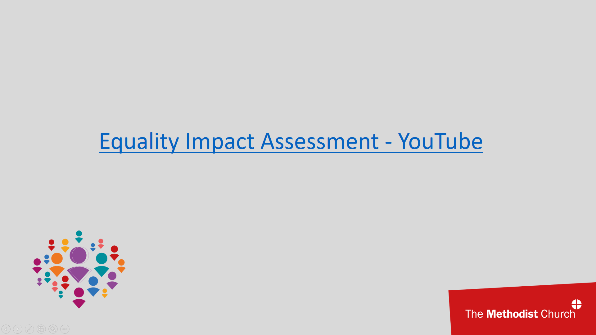 Equality Impact Assessment - YouTube
The Methodist Church